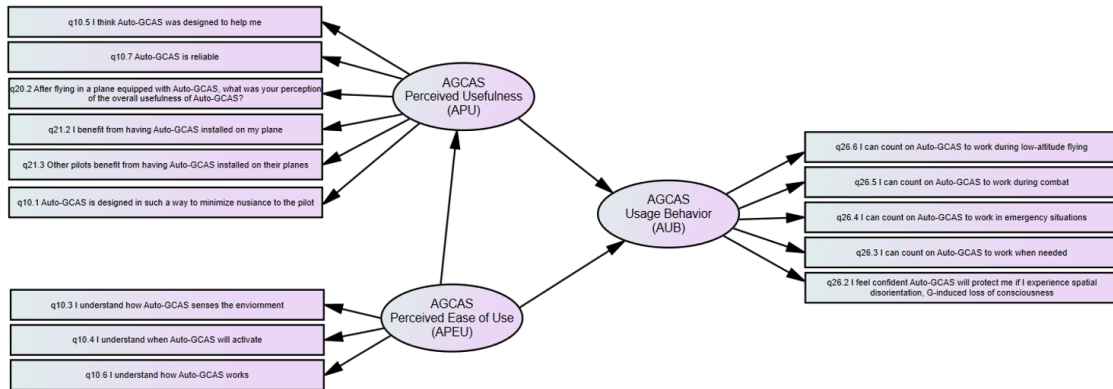 q10.5 I think Auto-GCAS was designed to help me
q10.7 Auto-GCAS is reliable
q20.2 After flying in a plane equipped with Auto-GCAS, what was your perception
of the overall usefulness of Auto-GCAS?
q21.2 I benefit from having Auto-GCAS installed on my plane
q21.3 Other pilots benefit from having Auto-GCAS installed on their planes
q10.1 Auto-GCAS is designed in such a way to minimize nusiance to the pilot
AGCAS
Perceived Usefulness
(APU)
q10.3 I understand how Auto-GCAS senses the enviornment
q10.4 I understand when Auto-GCAS will activate
q10.6 I understand how Auto-GCAS works
AGCAS
Perceived Ease of Use
(APEU)
AGCAS
Usage Behavior
(AUB)
q26.6 I can count on Auto-GCAS to work during low-altitude flying
q26.5 I can count on Auto-GCAS to work during combat
q26.4 I can count on Auto-GCAS to work in emergency situations
q26.3 I can count on Auto-GCAS to work when needed
q26.2 I feel confident Auto-GCAS will protect me if I experience spatial
disorientation, G-induced loss of consciousness